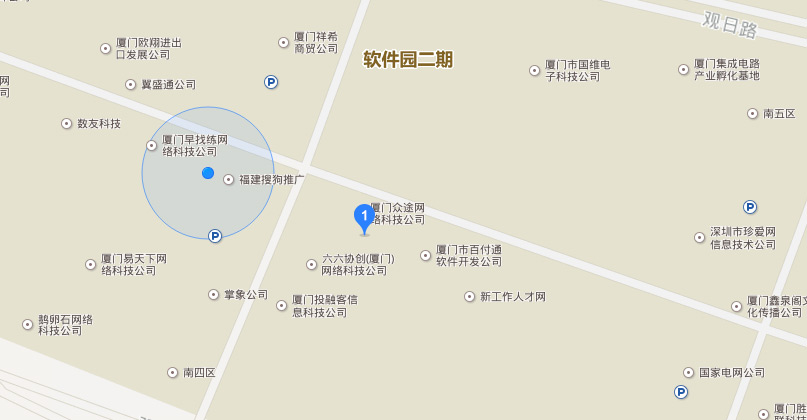 观日路
厦门祥希
商贸公司
厦门欧翔进出
口发展公司
软件园二期
厦门市国维电
子科技公司
厦门集成电路
产业孵化基地
翼盛通公司
P
网
司
南五区
数友科技
厦门早找练网
络科技公司
福建搜狗推广
P
厦门众途网
络科技公司
1
P
深圳市珍爱网
信息技术公司
厦门市百付通
软件开发公司
厦门易天下网
络科技公司
六六协创(厦门)
网络科技公司
掌象公司
厦门投融客信
息科技公司
新工作人才网
厦门鑫泉阁文
化传播公司
鹅卵石网络
科技公司
南四区
国家电网公司
P
厦门胜